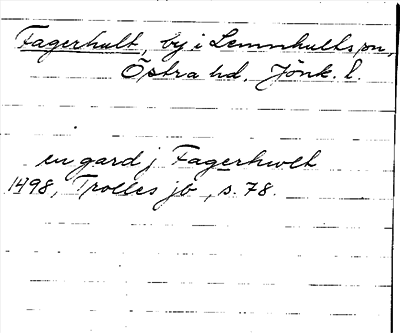 Fagerhult, by i Lemnhults sn,
Östra hd. Jönk. l.
en gard j Fagerhwlt
1498, Trolles jb, s. 78.